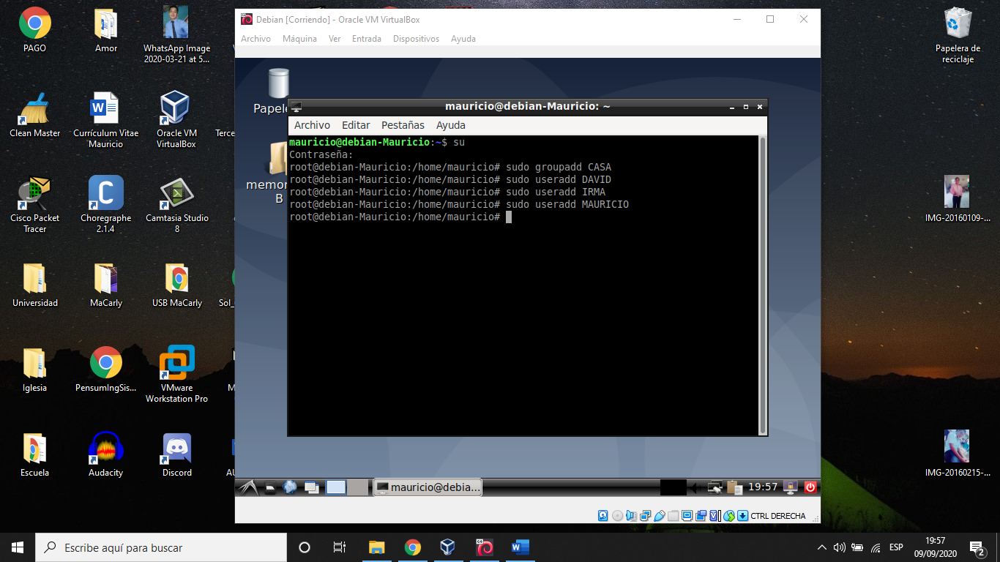 PAGO
Amor
WhatsApp Image
2020-03-21 at 5...
Clean Master
Currículum Vitae
Mauricio
Oracle VM
VirtualBox
Cisco Packet
Tracer
Choregraphe
2.1.4
Camtasia Studio
8
Universidad
MaCarly
USB MaCarly
Iglesia
PensumIngSis...
VMware
Workstation Pro
Escuela
Audacity
Discord
Debian [Corriendo] - Oracle VM VirtualBox
Archivo Máquina Ver Entrada Dispositivos Ayuda
mauricio@debian-Mauricio: ~
Archivo Editar Pestañas Ayuda
mauricio@debian-Mauricio:~$ su
Contraseña:
root@debian-Mauricio:/home/mauricio# sudo groupadd CASA
root@debian-Mauricio:/home/mauricio# sudo useradd DAVID
root@debian-Mauricio:/home/mauricio# sudo useradd IRMA
root@debian-Mauricio:/home/mauricio# sudo useradd MAURICIO
root@debian-Mauricio:/home/mauricio#
mauricio@debia...
19:57
CTRL DERECHA
Papelera de
reciclaje
IMG-20160109-...
IMG-20160215-...
Escribe aquí para buscar
ESP
19:57
09/09/2020
2